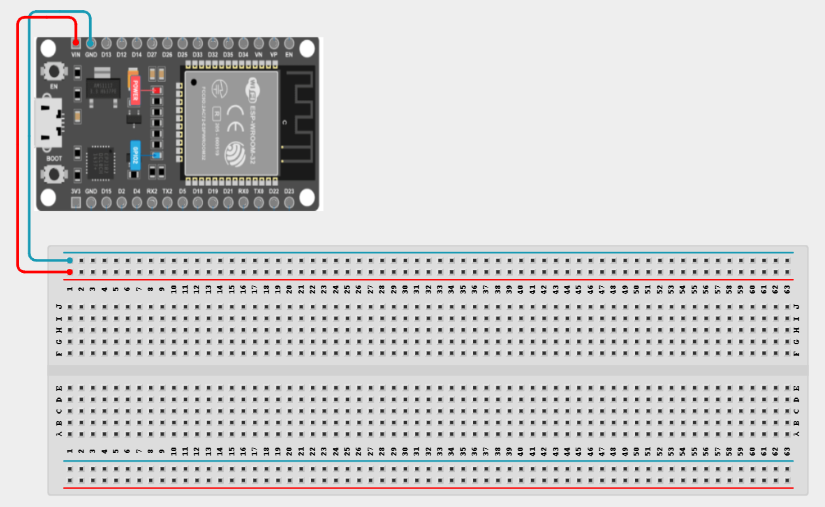 VIN GND D13 D12 D14 D27 D26 D25 D33 D32 D35 D34 VN VP EN
EN
POWER
Wi-Fi ESP-WROOM-32
CE
SPO2
BOOT
3V3 GND D15 D2 D4 RX2 TX2 D5 D18 D19 D21 RX0 TX0 D22 D23
1 2 3 4 5 6 7 8 9 10 11 12 13 14 15 16 17 18 19 20 21 22 23 24 25 26 27 28 29 30 31 32 33 34 35 36 37 38 39 40 41 42 43 44 45 46 47 48 49 50 51 52 53 54 55 56 57 58 59 60 61 62 63
J J
I I
H H
G G
F F
E E
D D
C C
B B
A A
1 2 3 4 5 6 7 8 9 10 11 12 13 14 15 16 17 18 19 20 21 22 23 24 25 26 27 28 29 30 31 32 33 34 35 36 37 38 39 40 41 42 43 44 45 46 47 48 49 50 51 52 53 54 55 56 57 58 59 60 61 62 63